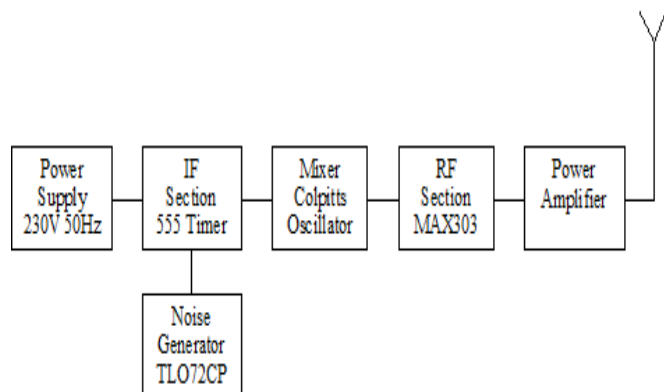 Power
Supply
230V 50Hz
IF
Section
555 Timer
Mixer
Colpitts
Oscillator
RF
Section
MAX303
Power
Amplifier
Noise
Generator
TLO72CP